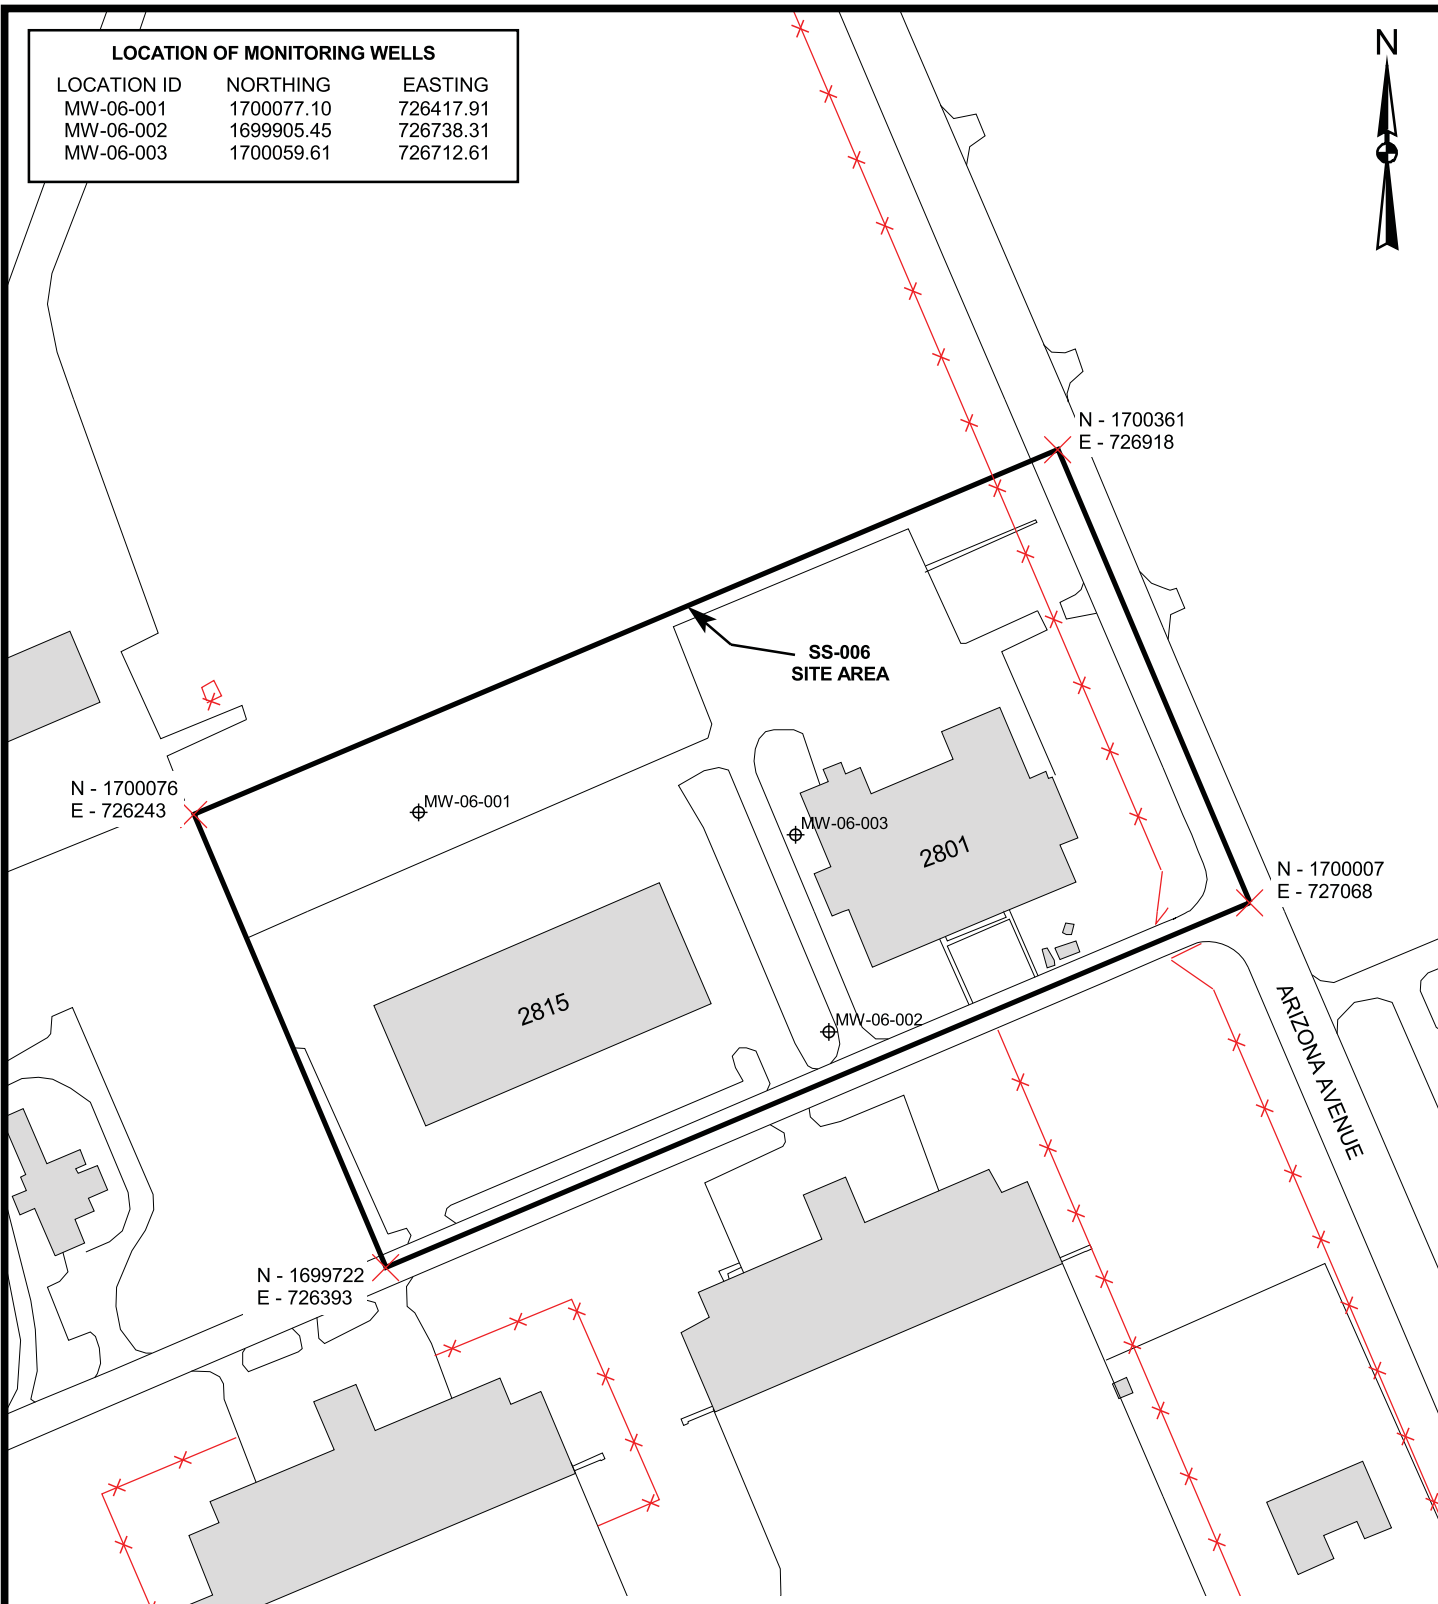 LOCATION OF MONITORING WELLS
LOCATION ID NORTHING EASTING
MW-06-001 1700077.10 726417.91
MW-06-002 1699905.45 726738.31
MW-06-003 1700059.61 726712.61
N
N - 1700361
E - 726918
SS-006
SITE AREA
N - 1700076
E - 726243
MW-06-001
MW-06-003
2801
N - 1700007
E - 727068
2815
MW-06-002
ARIZONA AVENUE
N - 1699722
E - 726393